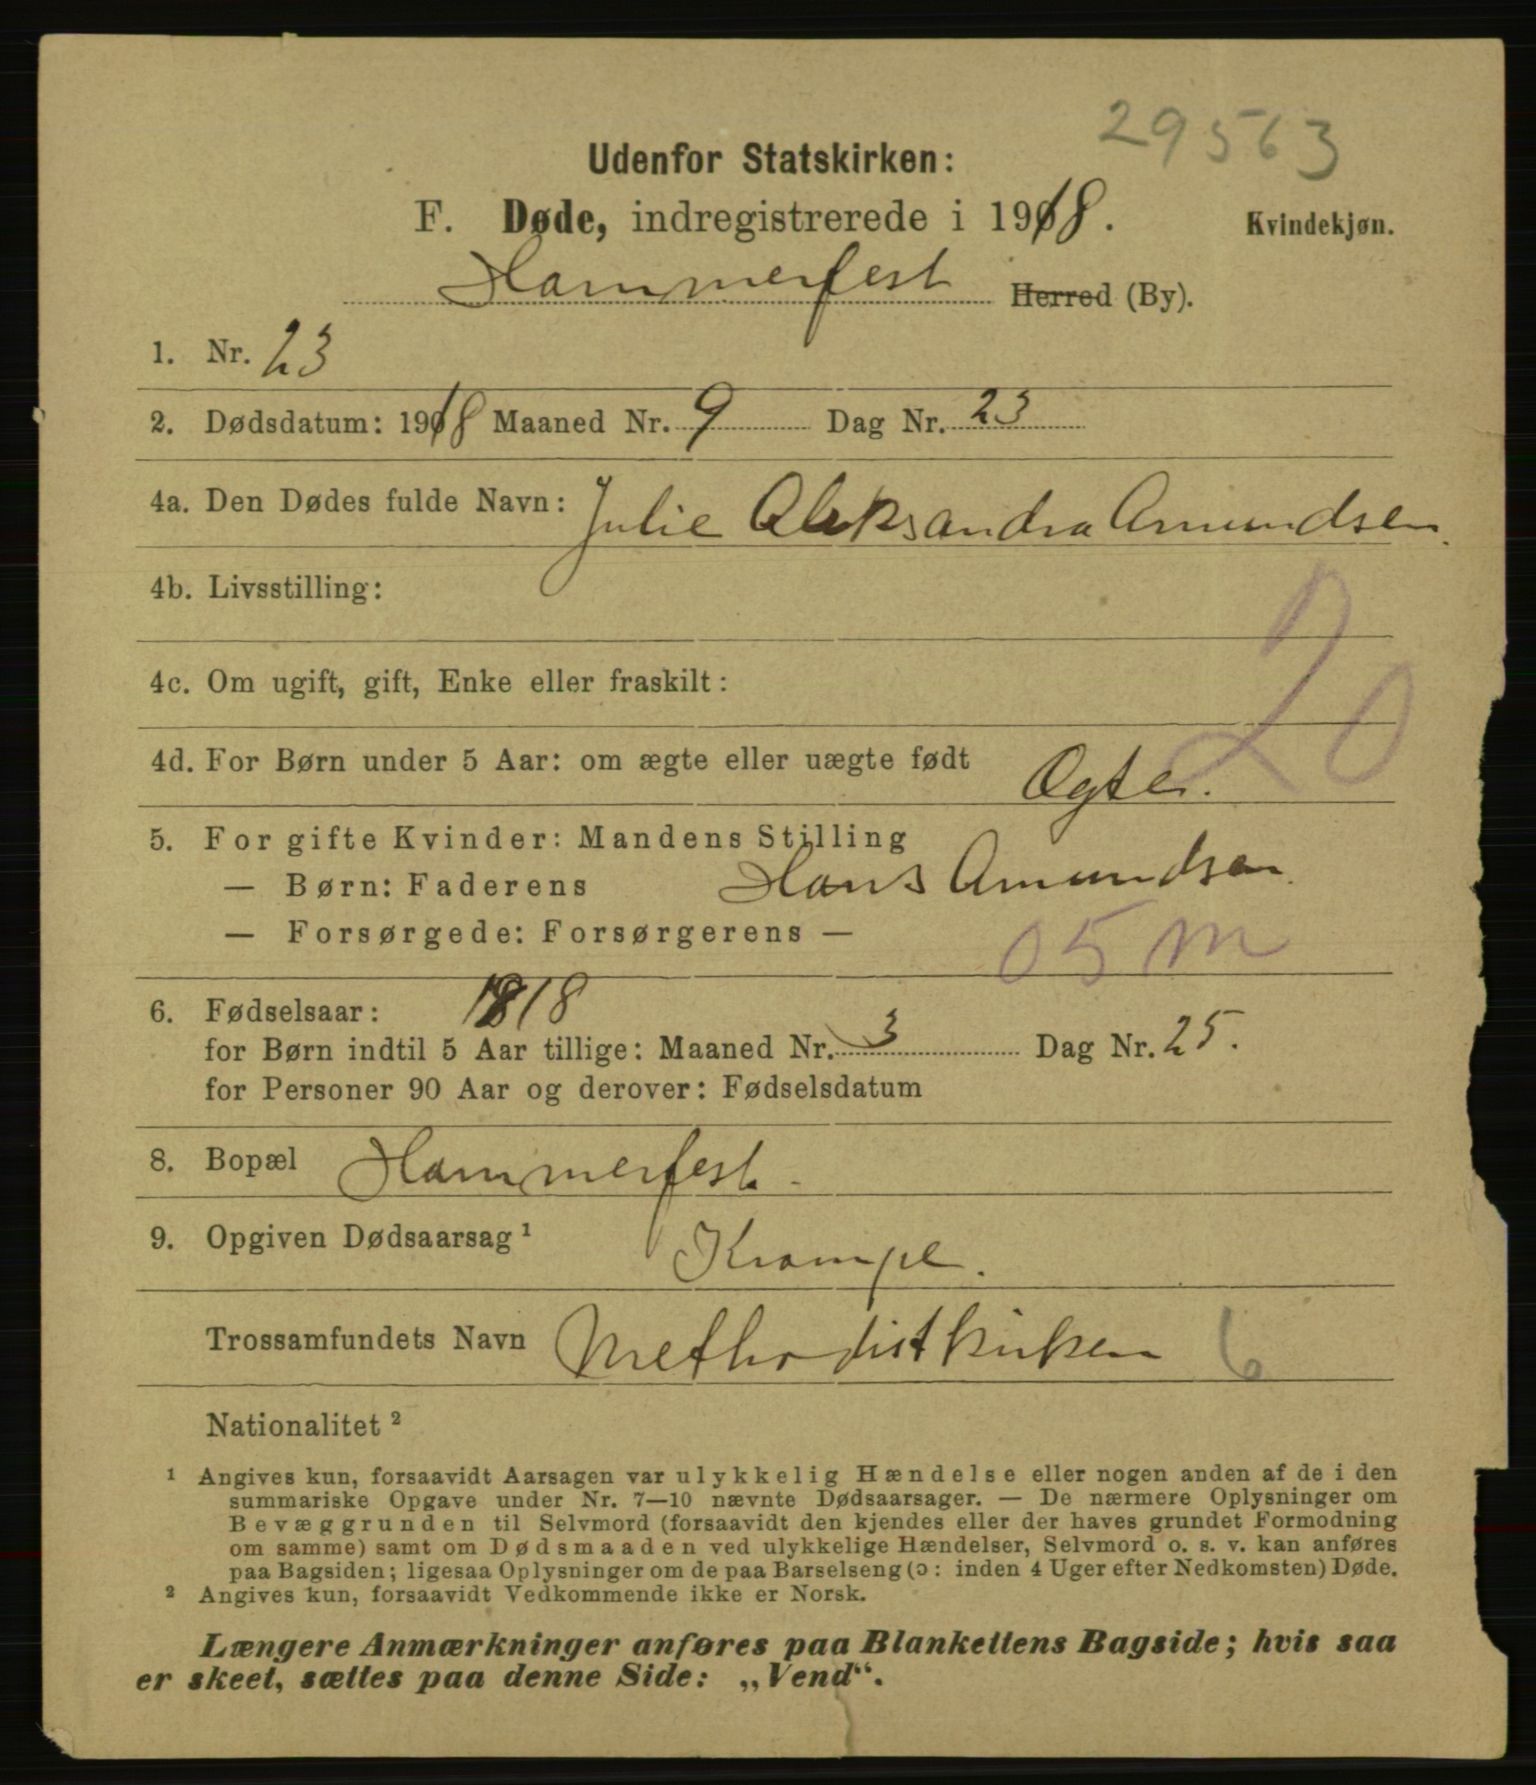 29563
Udenfor Statskirken:
F. Døde, indregistrerede i 1918. Kvindekjøn.
Hammerfest Herred (By).
1. Nr. 23
2. Dødsdatum: 1918 Maaned Nr. 9 Dag Nr. 23
4a. Den Dødes fulde Navn: Julie Aleksandra Amundsen.
4b. Livsstilling:
4c. Om ugift, gift, Enke eller fraskilt:
20
4d. For Børn under 5 Aar: om ægte eller uægte født Ægte.
5. For gifte Kvinder: Mandens Stilling
— Børn: Faderens Hans Amundsen.
— Forsørgede: Forsørgerens —
05 m
6. Fødselsaar: 1818
for Børn indtil 5 Aar tillige: Maaned Nr. 3 Dag Nr. 25.
for Personer 90 Aar og derover: Fødselsdatum
8. Bopæl Hammerfest.
9. Opgiven Dødsaarsag ¹ Krampe.
Trossamfundets Navn Methodistkirken 6
Nationalitet ²
¹ Angives kun, forsaavidt Aarsagen var ulykkelig Hændelse eller nogen anden af de i den
summariske Opgave under Nr. 7—10 nævnte Dødsaarsager. — De nærmere Oplysninger om
Bevæggrunden til Selvmord (forsaavidt den kjendes eller der haves grundet Formodning
om samme) samt om Dødsmaaden ved ulykkelige Hændelser, Selvmord o. s. v. kan anføres
paa Bagsiden; ligesaa Oplysninger om de paa Barselseng (ɔ: inden 4 Uger efter Nedkomsten) Døde.
² Angives kun, forsaavidt Vedkommende ikke er Norsk.
Længere Anmærkninger anføres paa Blankettens Bagside; hvis saa
er skeet, sættes paa denne Side: „Vend“.